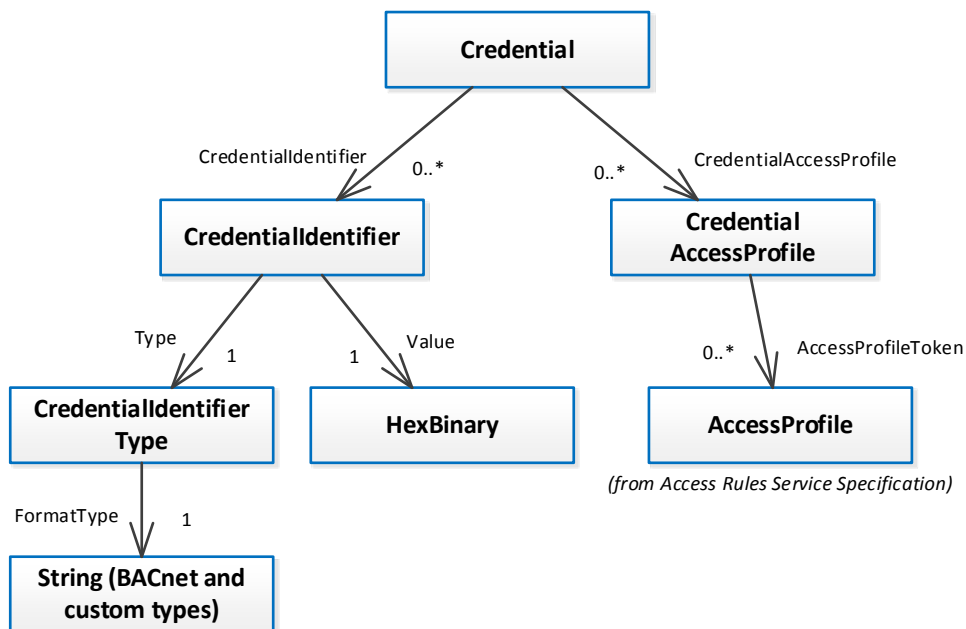 Credential
CredentialIdentifier
0..*
0..*
CredentialAccessProfile
CredentialIdentifier
Credential
AccessProfile
Type
1
1
Value
0..*
AccessProfileToken
CredentialIdentifier
Type
HexBinary
AccessProfile
(from Access Rules Service Specification)
FormatType
1
String (BACnet and
custom types)